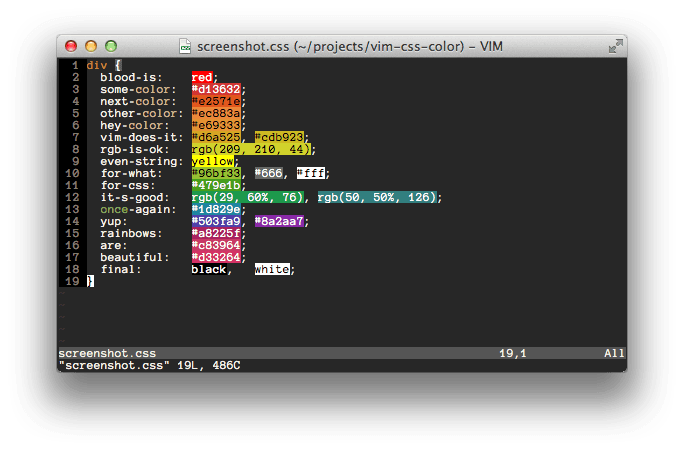 screenshot.css (~/projects/vim-css-color) – VIM
1 div {
2 blood-is: red;
3 some-color: #d13632;
4 next-color: #e2571e;
5 other-color: #ec883a;
6 hey-color: #e69333;
7 vim-does-it: #d6a525, #cdb923;
8 rgb-is-ok: rgb(209, 210, 44);
9 even-string: yellow;
10 for-what: #96bf33, #666, #fff;
11 for-css: #479e1b;
12 it-s-good: rgb(29, 60%, 76), rgb(50, 50%, 126);
13 once-again: #1d829e;
14 yup: #503fa9, #8a2aa7;
15 rainbows: #a8225f;
16 are: #c83964;
17 beautiful: #d33264;
18 final: black, white;
19 }
~
~
~
~
screenshot.css 19,1 All
"screenshot.css" 19L, 486C